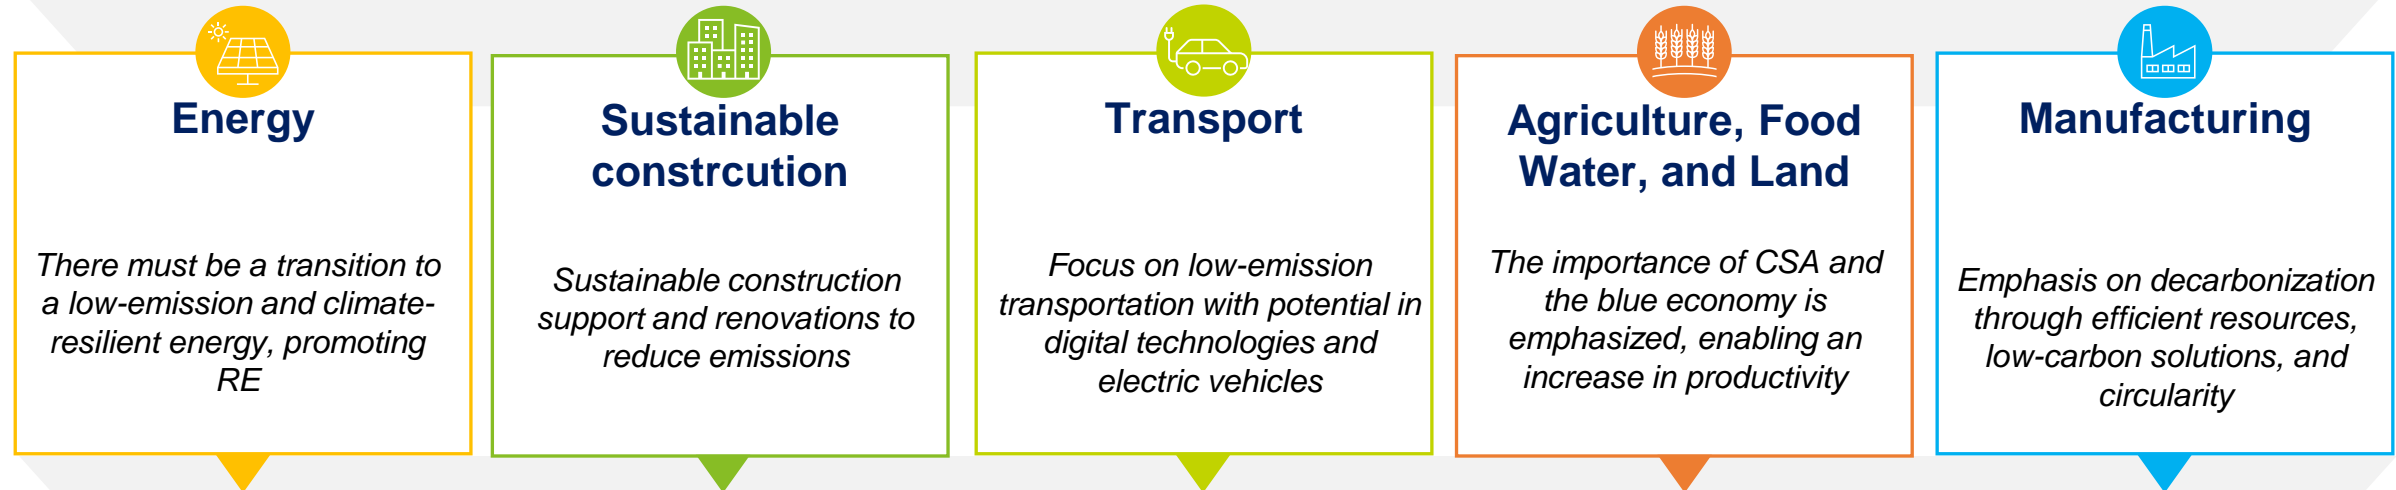 Energy
There must be a transition to
a low-emission and climate-
resilient energy, promoting
RE
Sustainable
constrcution
Sustainable construction
support and renovations to
reduce emissions
Transport
Focus on low-emission
transportation with potential in
digital technologies and
electric vehicles
Agriculture, Food
Water, and Land
The importance of CSA and
the blue economy is
emphasized, enabling an
increase in productivity
Manufacturing
Emphasis on decarbonization
through efficient resources,
low-carbon solutions, and
circularity